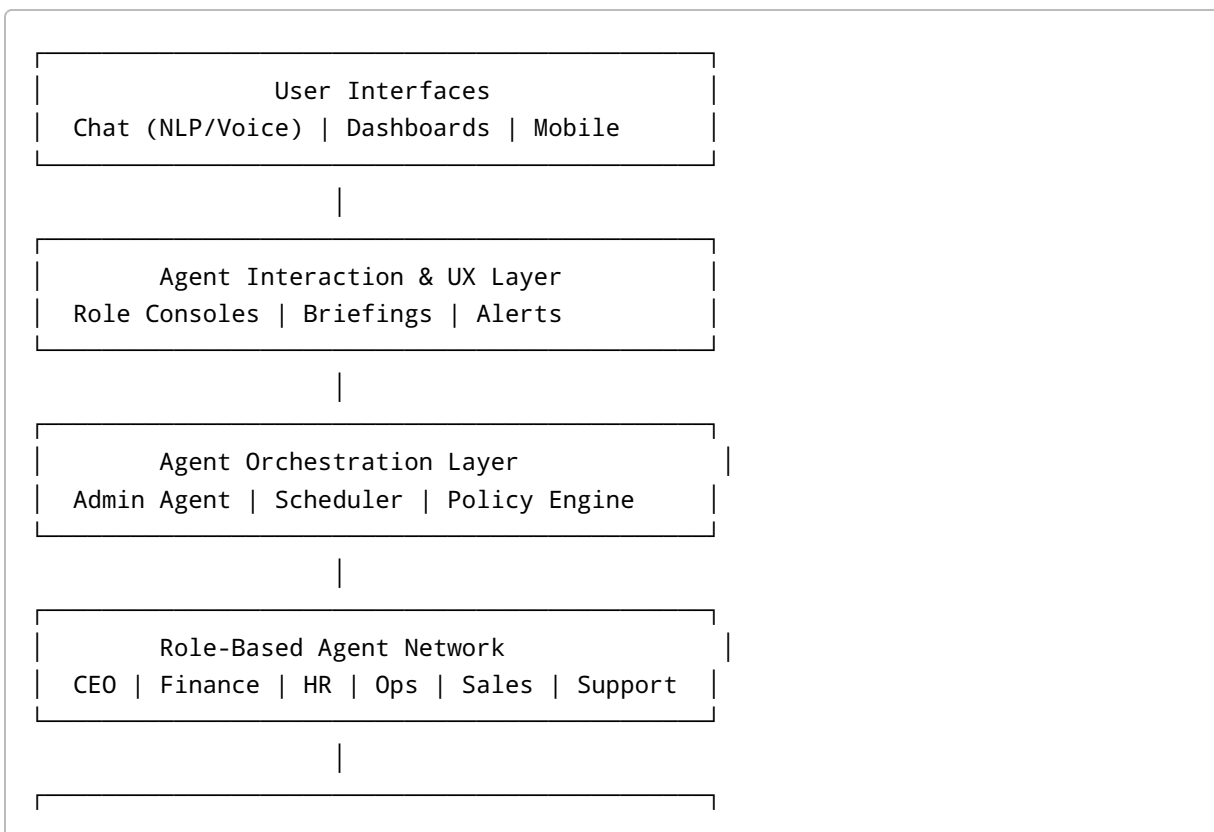 User Interfaces
Chat (NLP/Voice) | Dashboards | Mobile
Agent Interaction & UX Layer
Role Consoles | Briefings | Alerts
Agent Orchestration Layer
Admin Agent | Scheduler | Policy Engine
Role-Based Agent Network
CEO | Finance | HR | Ops | Sales | Support